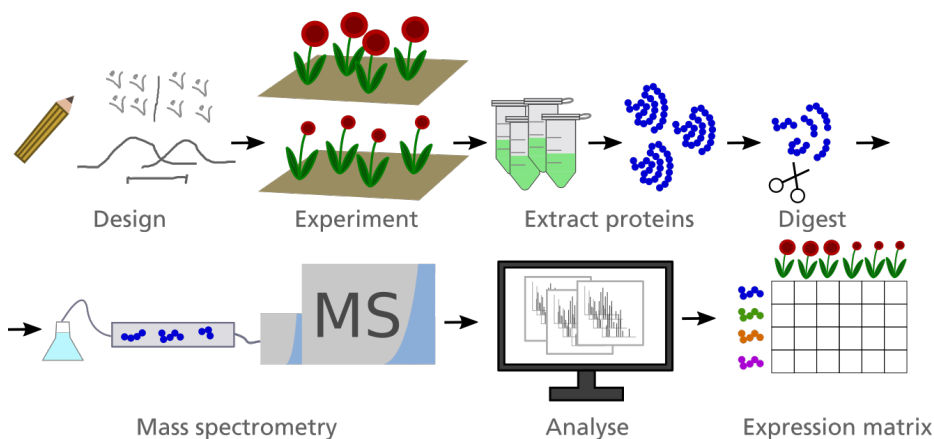 Design
Experiment
Extract proteins
Digest
MS
Mass spectrometry
Analyse
Expression matrix